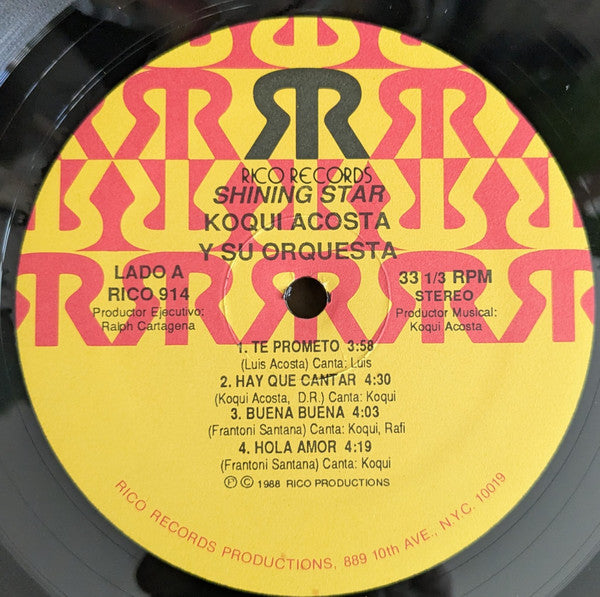 RICO RECORDS
SHINING STAR
KOQUI ACOSTA
Y SU ORQUESTA
LADO A
RICO 914
Productor Ejecutivo:
Ralph Cartagena
33 1/3 RPM
STEREO
Productor Musical:
Koqui Acosta
1. TE PROMETO 3:58
(Luis Acosta) Canta: Luis
2. HAY QUE CANTAR 4:30
(Koqui Acosta, D.R.) Canta: Koqui
3. BUENA BUENA 4:03
(Frantoni Santana) Canta: Koqui, Rafi
4. HOLA AMOR 4:19
(Frantoni Santana) Canta: Koqui
Ⓟ © 1988 RICO PRODUCTIONS
RICO RECORDS PRODUCTIONS, 889 10th AVE., N.Y.C. 10019